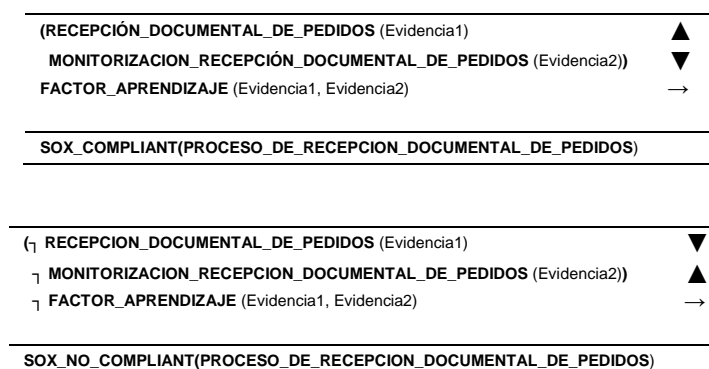 (RECEPCIÓN_DOCUMENTAL_DE_PEDIDOS (Evidencia1) ▲
MONITORIZACION_RECEPCIÓN_DOCUMENTAL_DE_PEDIDOS (Evidencia2)) ▼
FACTOR_APRENDIZAJE (Evidencia1, Evidencia2) →
SOX_COMPLIANT(PROCESO_DE_RECEPCION_DOCUMENTAL_DE_PEDIDOS)
(┐ RECEPCION_DOCUMENTAL_DE_PEDIDOS (Evidencia1) ▼
┐ MONITORIZACION_RECEPCION_DOCUMENTAL_DE_PEDIDOS (Evidencia2)) ▲
┐ FACTOR_APRENDIZAJE (Evidencia1, Evidencia2) →
SOX_NO_COMPLIANT(PROCESO_DE_RECEPCION_DOCUMENTAL_DE_PEDIDOS)